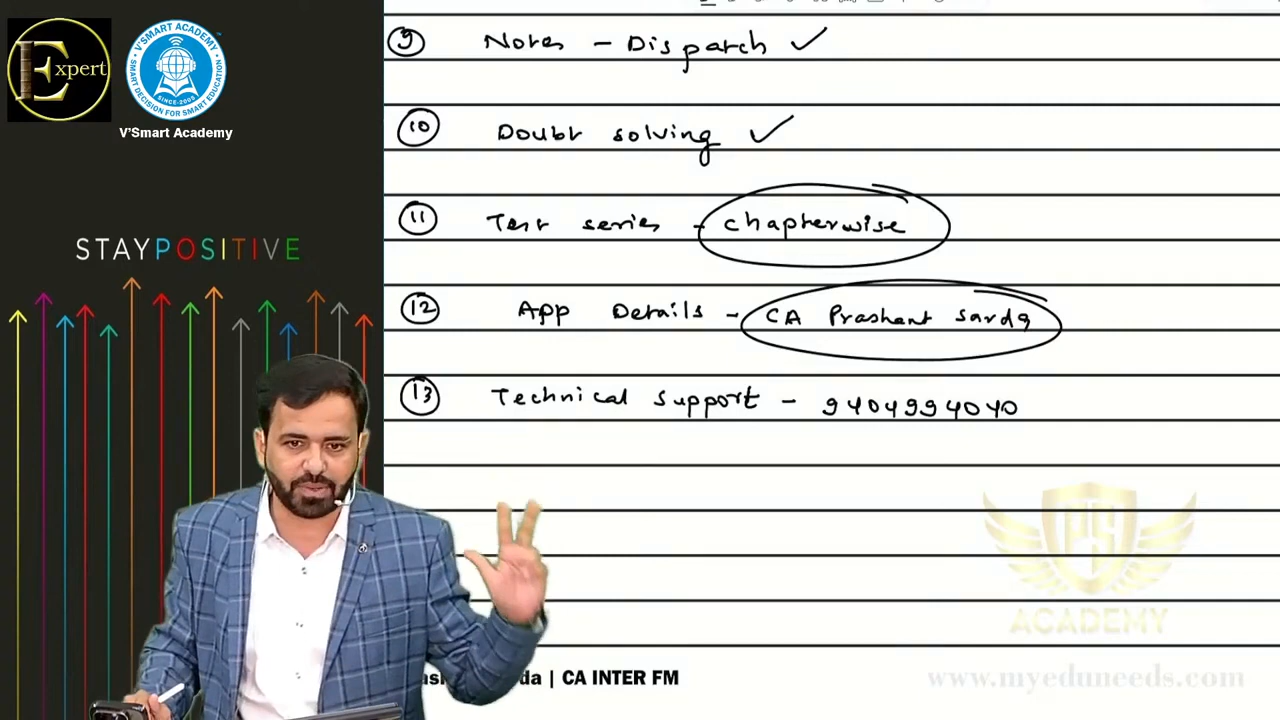 Expert
V'SMART ACADEMY
SMART DECISION FOR SMART EDUCATION
SINCE-2005
TM
V'Smart Academy
STAYPOSITIVE
9 Notes - Dispatch ✓
10 Doubt solving ✓
11 Test series - chapterwise
12 App Details - CA Prashant Sarda
13 Technical support - 9404994040
PS
ACADEMY
da | CA INTER FM
www.myeduneeds.com